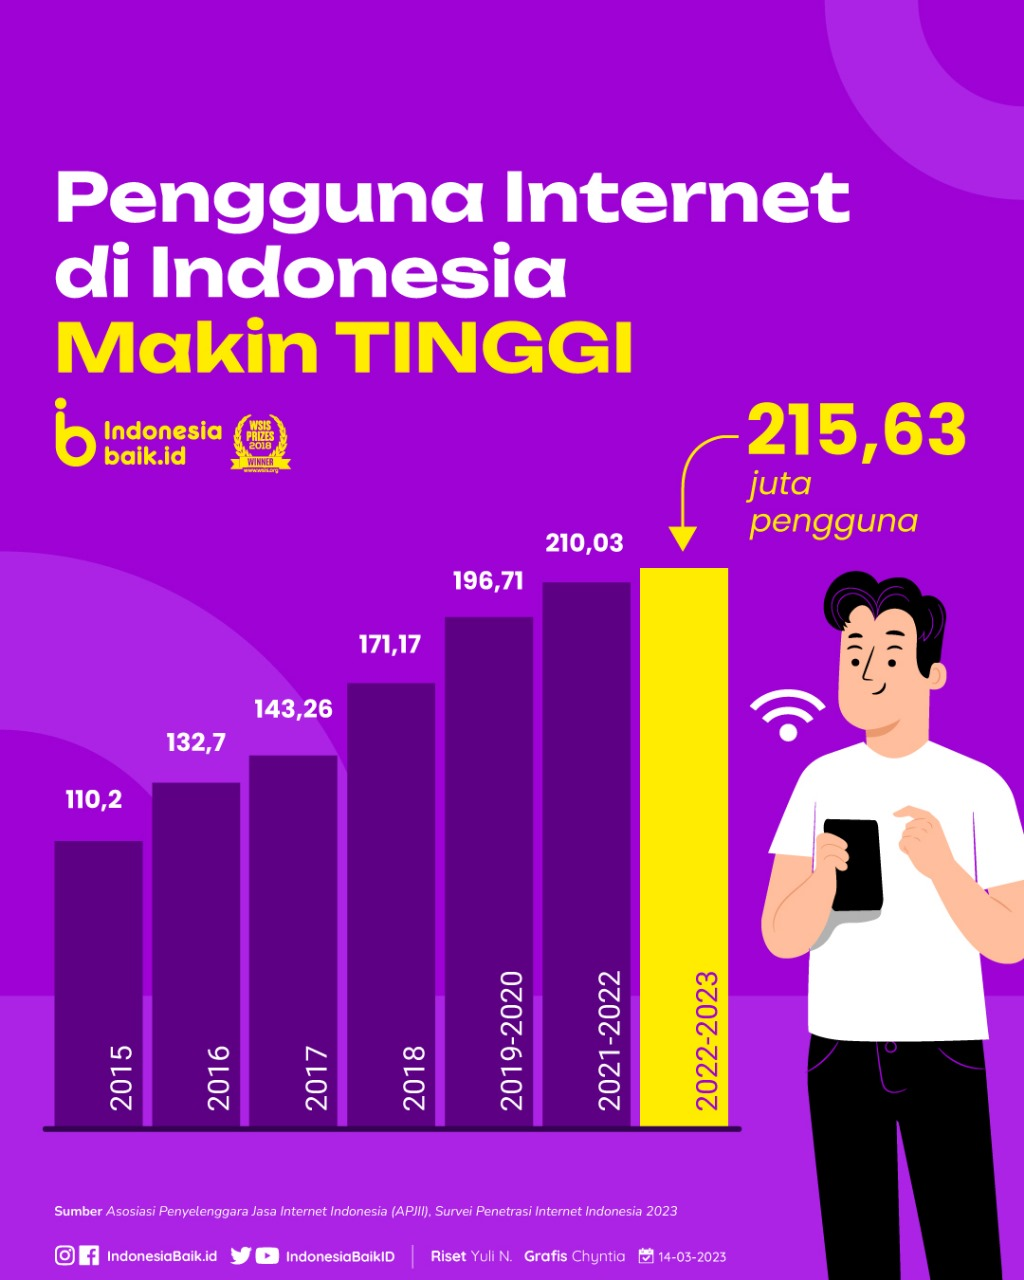 Pengguna Internet
di Indonesia
Makin TINGGI
Indonesia
baik.id
WSIS
PRIZES
2018
WINNER
www.wsis.org
215,63
juta
pengguna
110,2
132,7
143,26
171,17
196,71
210,03
2015
2016
2017
2018
2019-2020
2021-2022
2022-2023
Sumber Asosiasi Penyelenggara Jasa Internet Indonesia (APJII), Survei Penetrasi Internet Indonesia 2023
IndonesiaBaik.id IndonesiaBaikID Riset Yuli N. Grafis Chyntia 14-03-2023